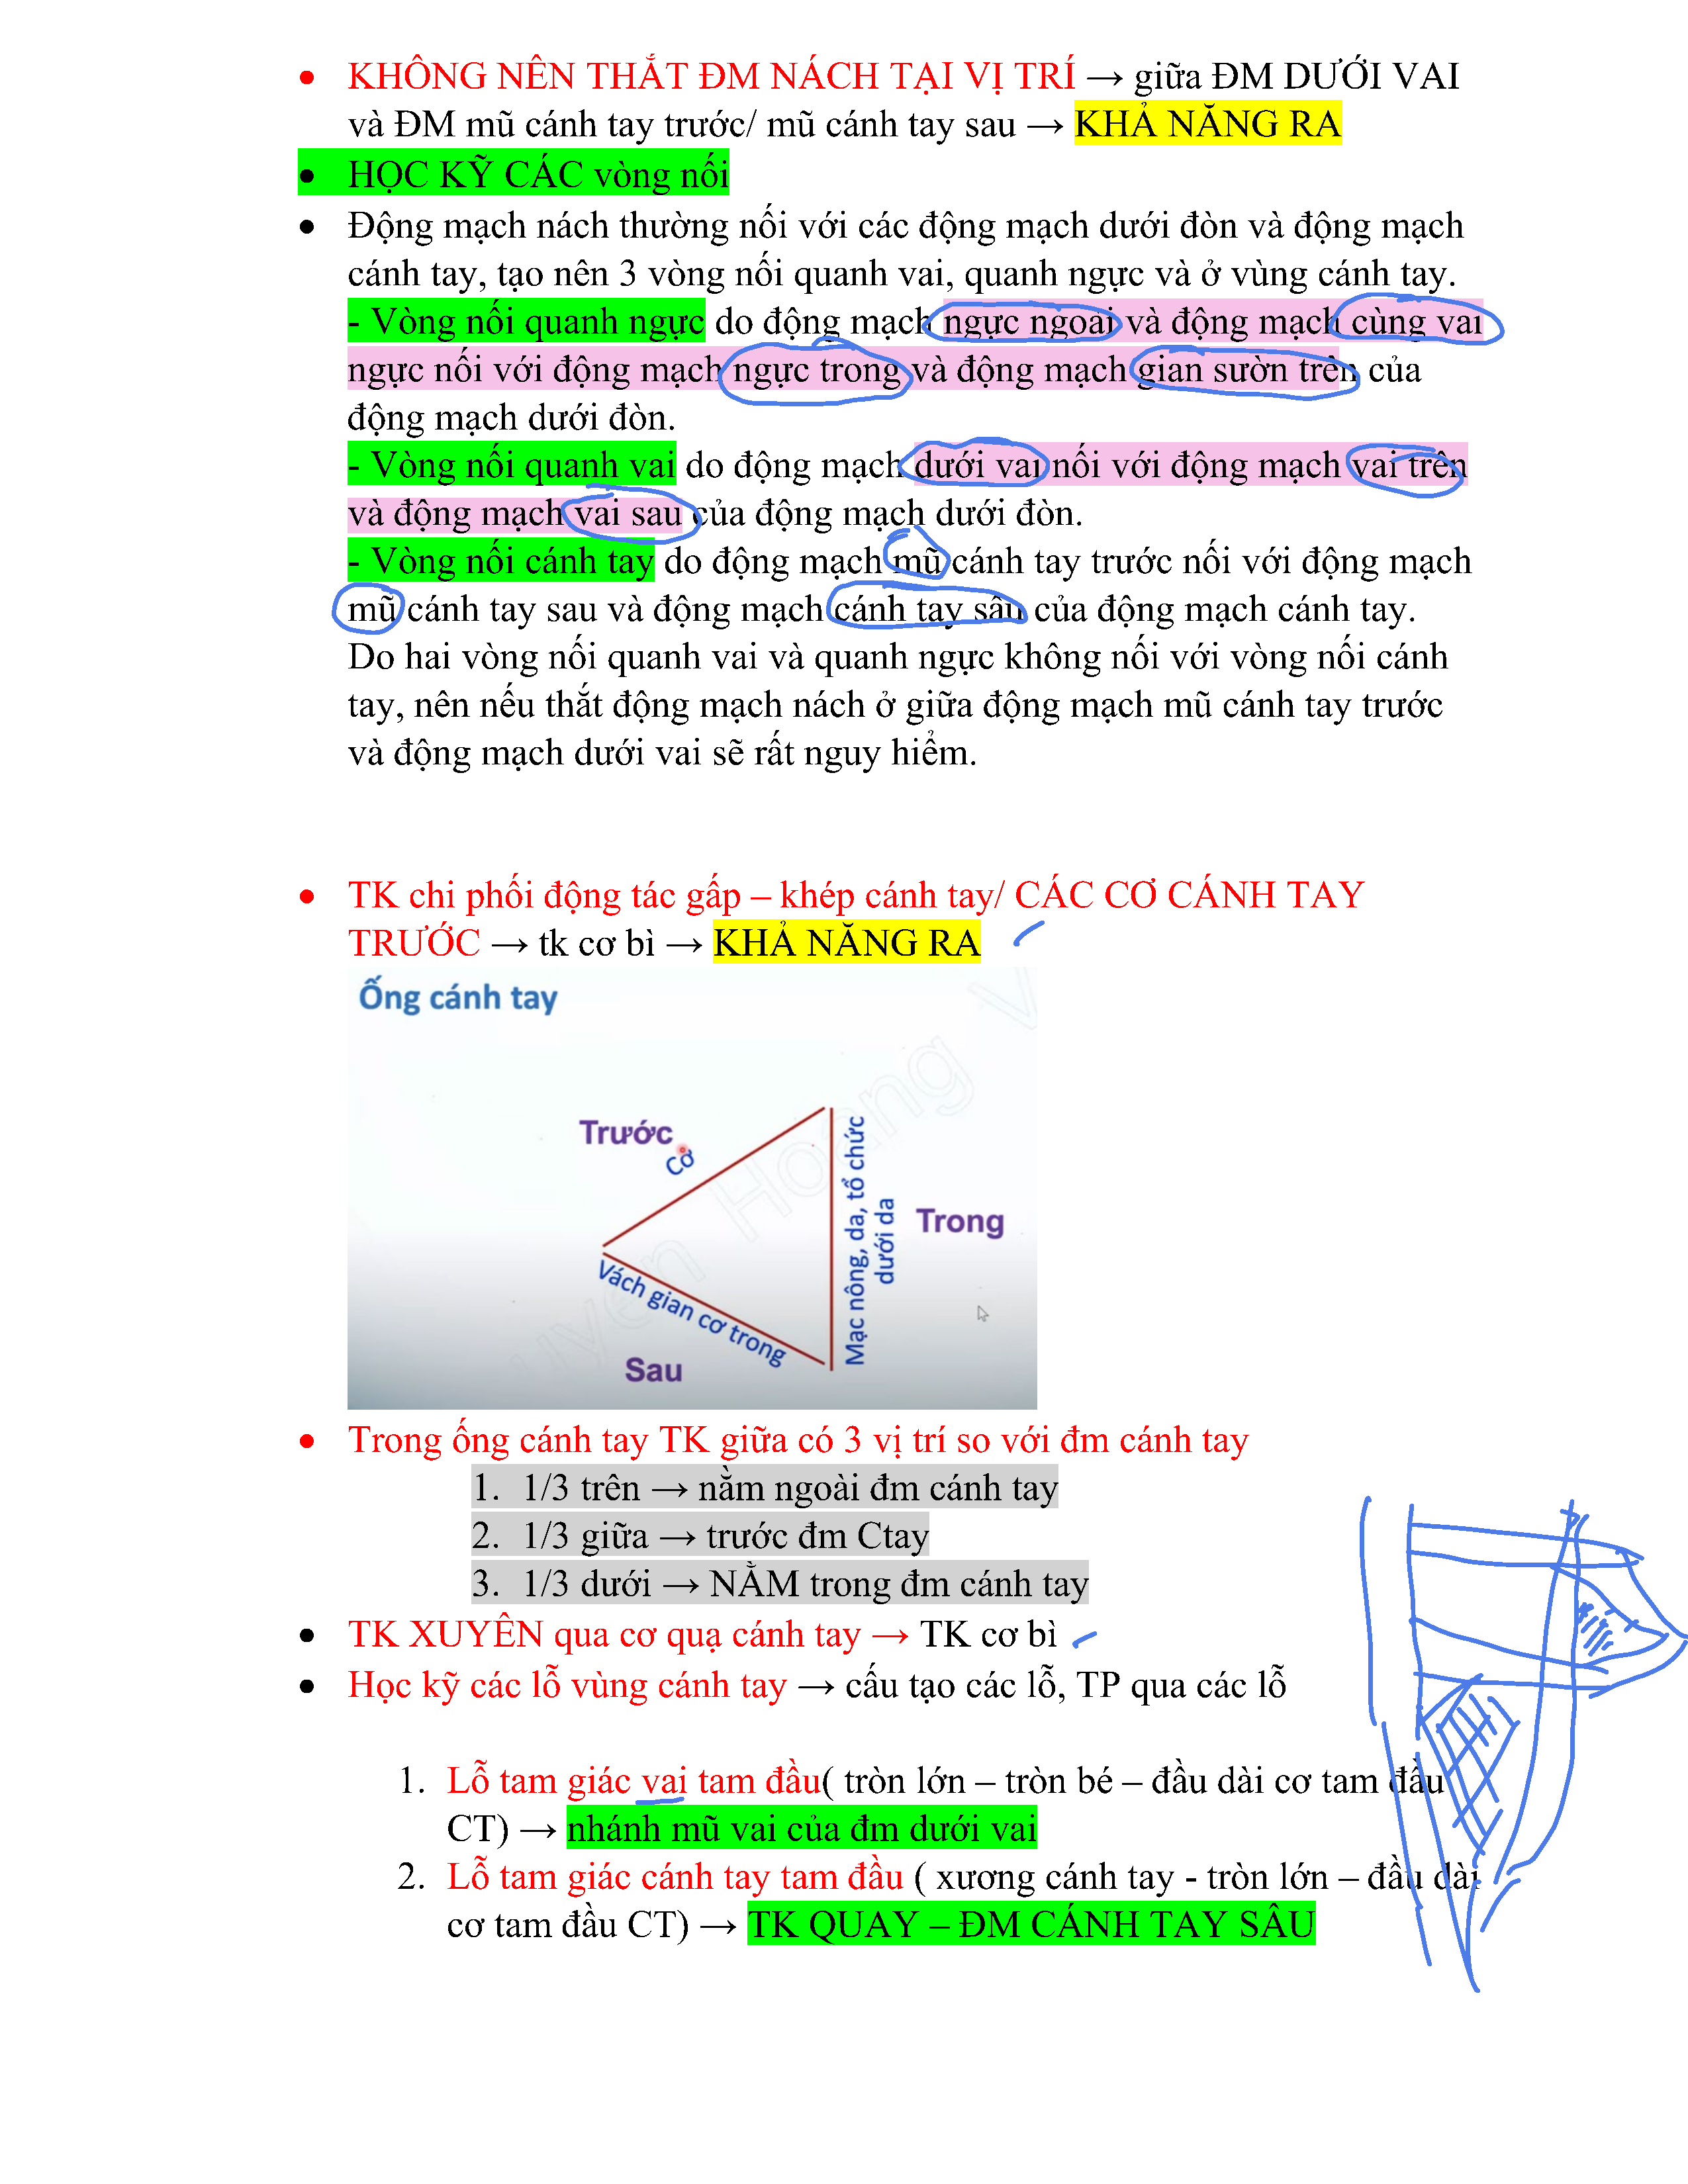 • KHÔNG NÊN THẮT ĐM NÁCH TẠI VỊ TRÍ → giữa ĐM DƯỚI VAI
và ĐM mũ cánh tay trước/ mũ cánh tay sau → KHẢ NĂNG RA
• HỌC KỸ CÁC vòng nối
• Động mạch nách thường nối với các động mạch dưới đòn và động mạch
cánh tay, tạo nên 3 vòng nối quanh vai, quanh ngực và ở vùng cánh tay.
- Vòng nối quanh ngực do động mạch ngực ngoài và động mạch cùng vai
ngực nối với động mạch ngực trong và động mạch gian sườn trên của
động mạch dưới đòn.
- Vòng nối quanh vai do động mạch dưới vai nối với động mạch vai trên
và động mạch vai sau của động mạch dưới đòn.
- Vòng nối cánh tay do động mạch mũ cánh tay trước nối với động mạch
mũ cánh tay sau và động mạch cánh tay sâu của động mạch cánh tay.
Do hai vòng nối quanh vai và quanh ngực không nối với vòng nối cánh
tay, nên nếu thắt động mạch nách ở giữa động mạch mũ cánh tay trước
và động mạch dưới vai sẽ rất nguy hiểm.
• TK chi phối động tác gấp – khép cánh tay/ CÁC CƠ CÁNH TAY
TRƯỚC → tk cơ bì → KHẢ NĂNG RA
Ống cánh tay
Trước
Cơ
Mạc nông, da, tổ chức
dưới da
Trong
Vách gian cơ trong
Sau
• Trong ống cánh tay TK giữa có 3 vị trí so với đm cánh tay
1. 1/3 trên → nằm ngoài đm cánh tay
2. 1/3 giữa → trước đm Ctay
3. 1/3 dưới → NẰM trong đm cánh tay
• TK XUYÊN qua cơ quạ cánh tay → TK cơ bì
• Học kỹ các lỗ vùng cánh tay → cấu tạo các lỗ, TP qua các lỗ
1. Lỗ tam giác vai tam đầu( tròn lớn – tròn bé – đầu dài cơ tam đầu
CT) → nhánh mũ vai của đm dưới vai
2. Lỗ tam giác cánh tay tam đầu ( xương cánh tay - tròn lớn – đầu dài
cơ tam đầu CT) → TK QUAY – ĐM CÁNH TAY SÂU